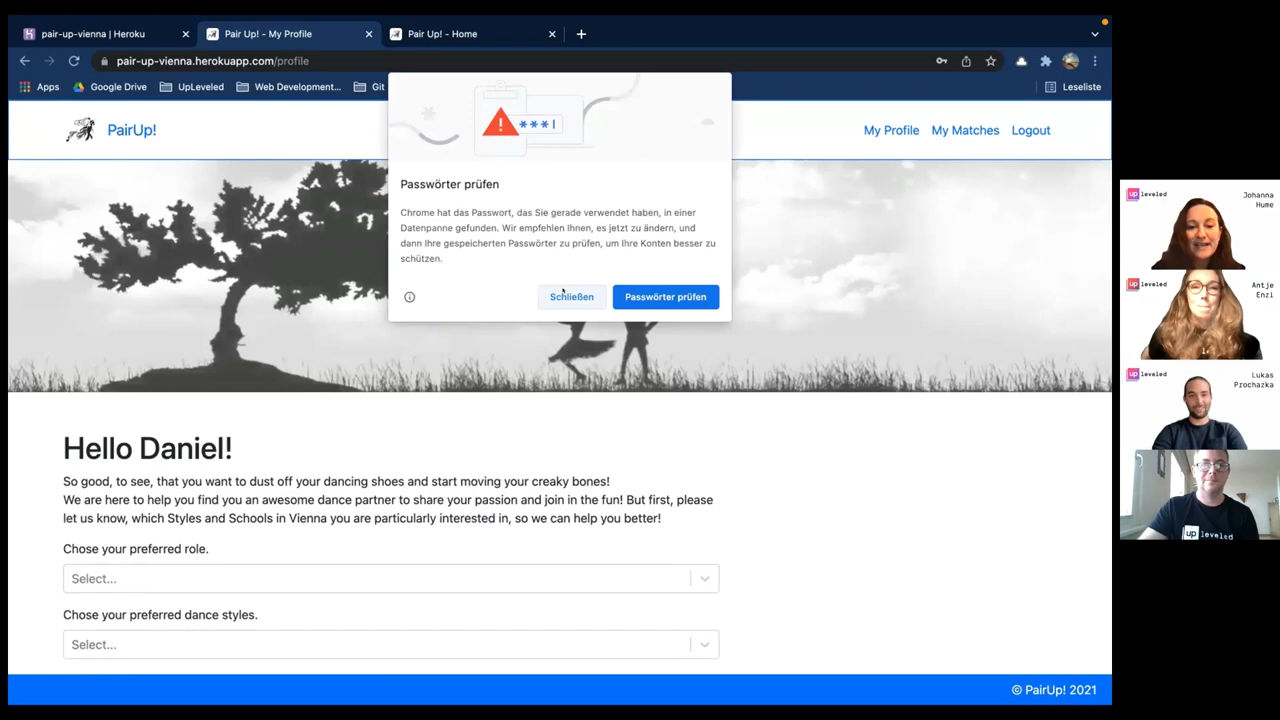 pair-up-vienna | Heroku
Pair Up! - My Profile
Pair Up! - Home
pair-up-vienna.herokuapp.com/profile
Apps
Google Drive
UpLeveled
Web Development...
Git
Leseliste
PairUp!
My Profile
My Matches
Logout
***
Passwörter prüfen
Chrome hat das Passwort, das Sie gerade verwendet haben, in einer
Datenpanne gefunden. Wir empfehlen Ihnen, es jetzt zu ändern, und
dann Ihre gespeicherten Passwörter zu prüfen, um Ihre Konten besser zu
schützen.
Schließen
Passwörter prüfen
Hello Daniel!
So good, to see, that you want to dust off your dancing shoes and start moving your creaky bones!
We are here to help you find you an awesome dance partner to share your passion and join in the fun! But first, please
let us know, which Styles and Schools in Vienna you are particularly interested in, so we can help you better!
Chose your preferred role.
Select...
Chose your preferred dance styles.
Select...
© PairUp! 2021
up leveled
Johanna
Hume
up leveled
Antje
Enzi
up leveled
Lukas
Prochazka
up leveled